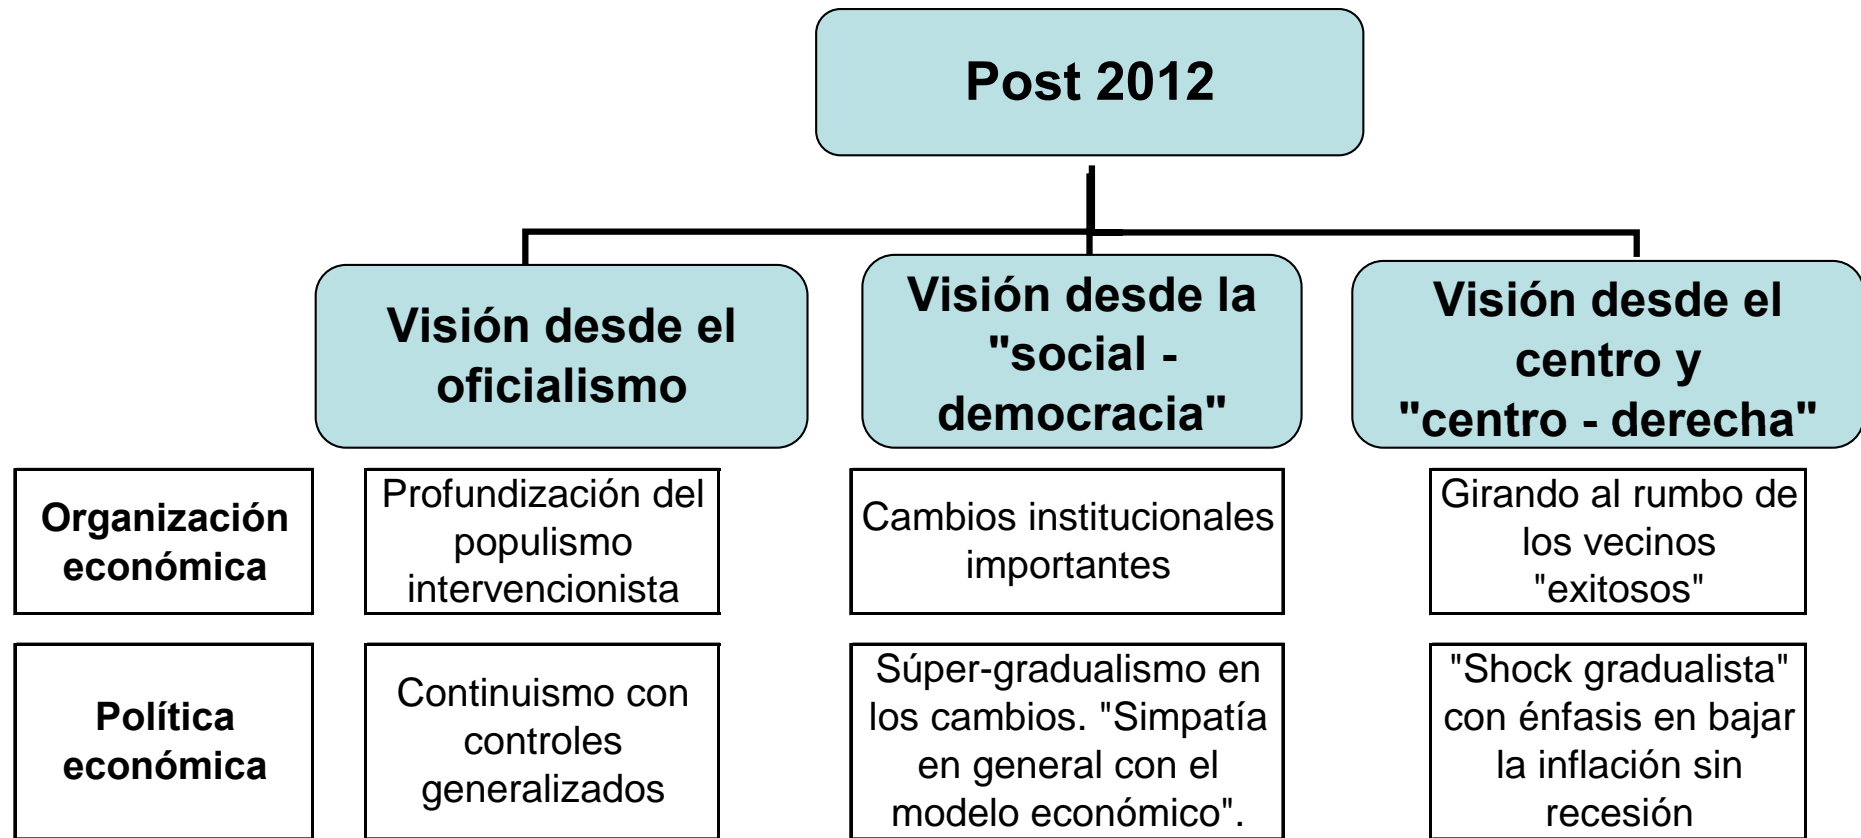 Post 2012
Visión desde el
oficialismo
Visión desde la
"social -
democracia"
Visión desde el
centro y
"centro - derecha"
Organización
económica
Profundización del
populismo
intervencionista
Cambios institucionales
importantes
Girando al rumbo de
los vecinos
"exitosos"
Política
económica
Continuismo con
controles
generalizados
Súper-gradualismo en
los cambios. "Simpatía
en general con el
modelo económico".
"Shock gradualista"
con énfasis en bajar
la inflación sin
recesión